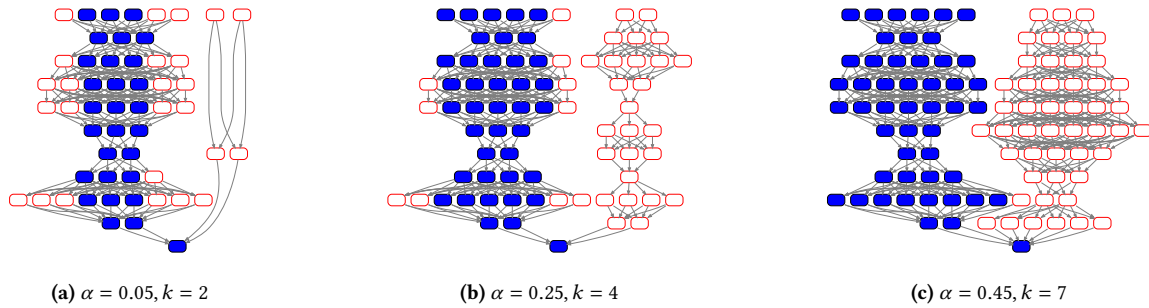 (a) α = 0.05, k = 2
(b) α = 0.25, k = 4
(c) α = 0.45, k = 7